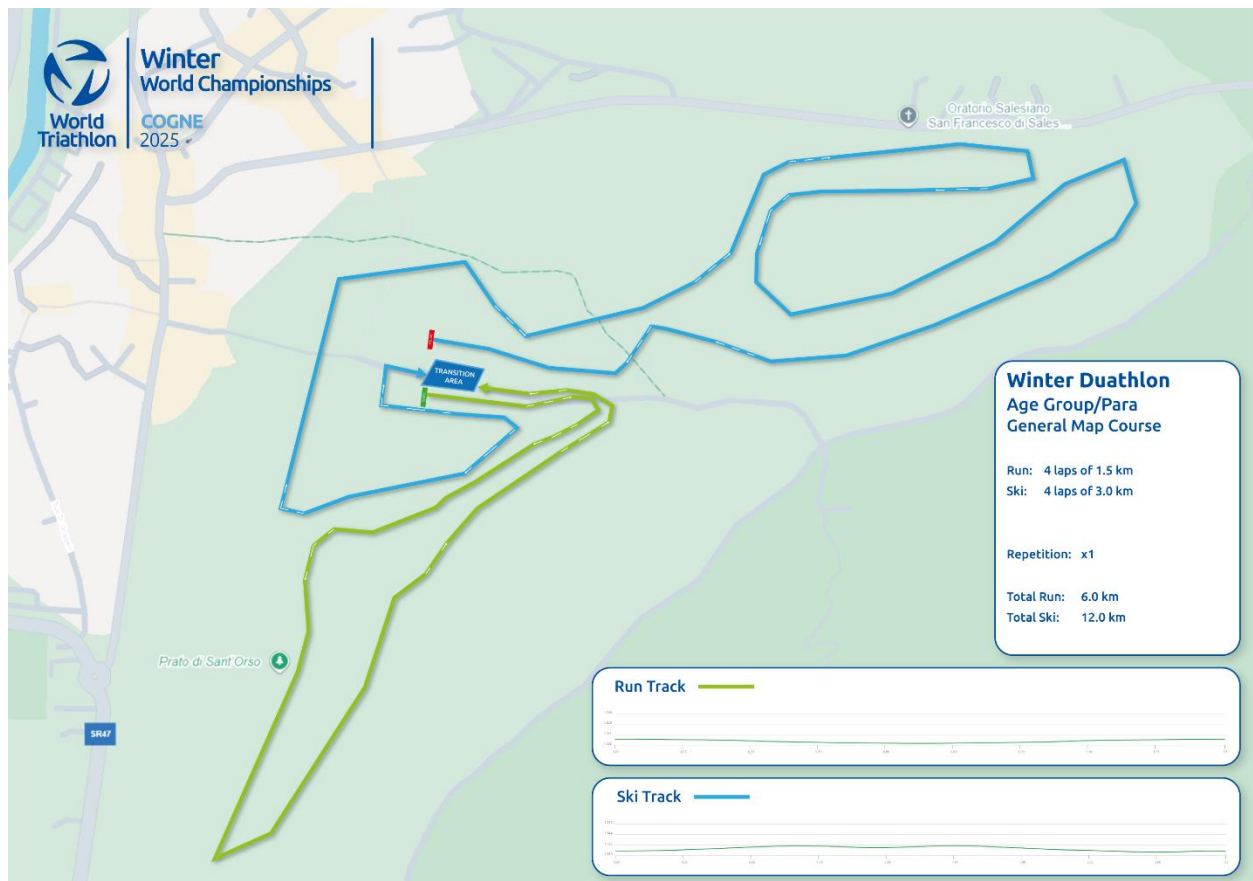 Winter
World Championships
World
Triathlon
COGNE
2025
Oratorio Salesiano
San Francesco di Sales ...
TRANSITION
AREA
Winter Duathlon
Age Group/Para
General Map Course
Run: 4 laps of 1.5 km
Ski: 4 laps of 3.0 km
Repetition: x1
Total Run: 6.0 km
Total Ski: 12.0 km
Prato di Sant'Orso
SR47
Run Track
Ski Track